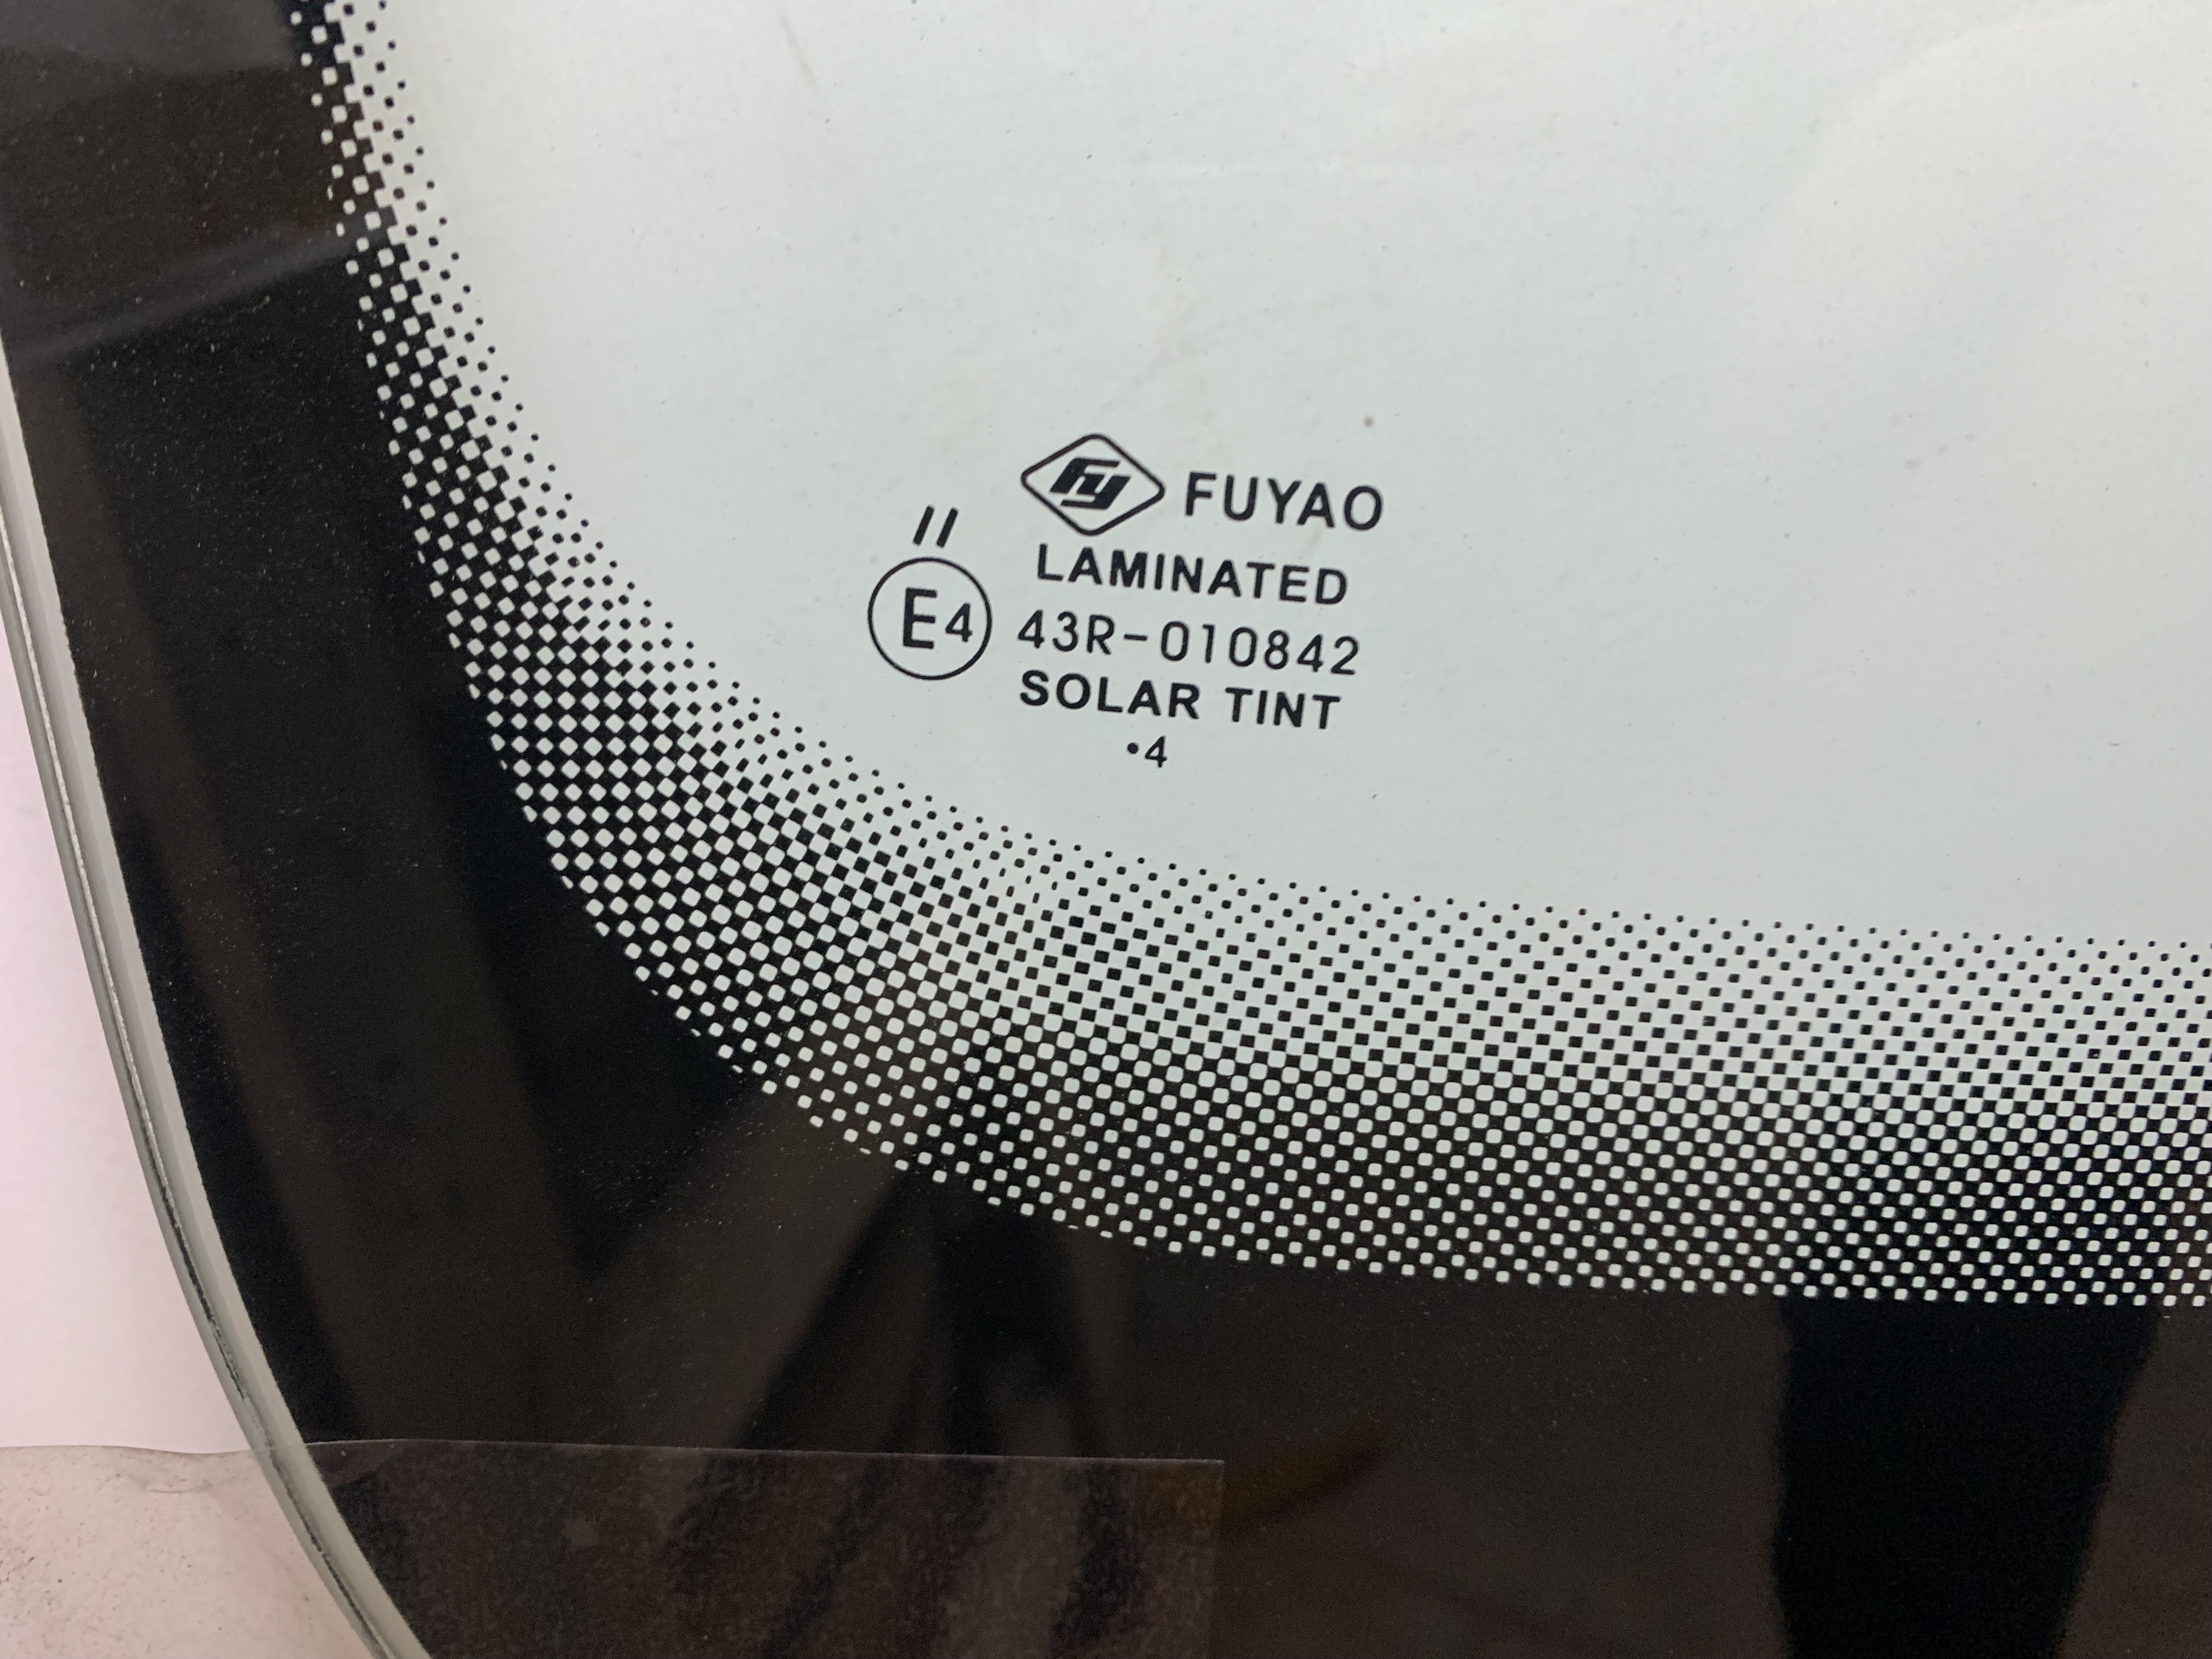 fy FUYAO
LAMINATED
II
E4 43R-010842
SOLAR TINT
•4